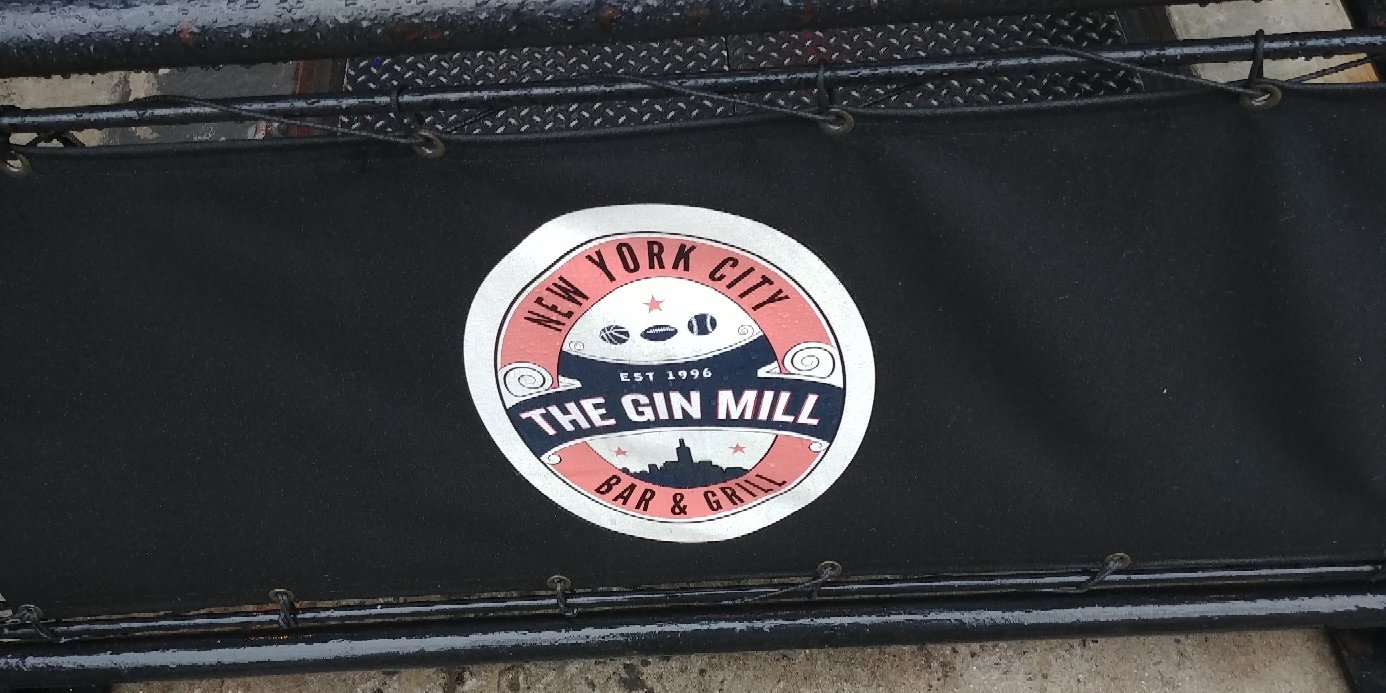 NEW YORK CITY
EST 1996
THE GIN MILL
BAR & GRILL